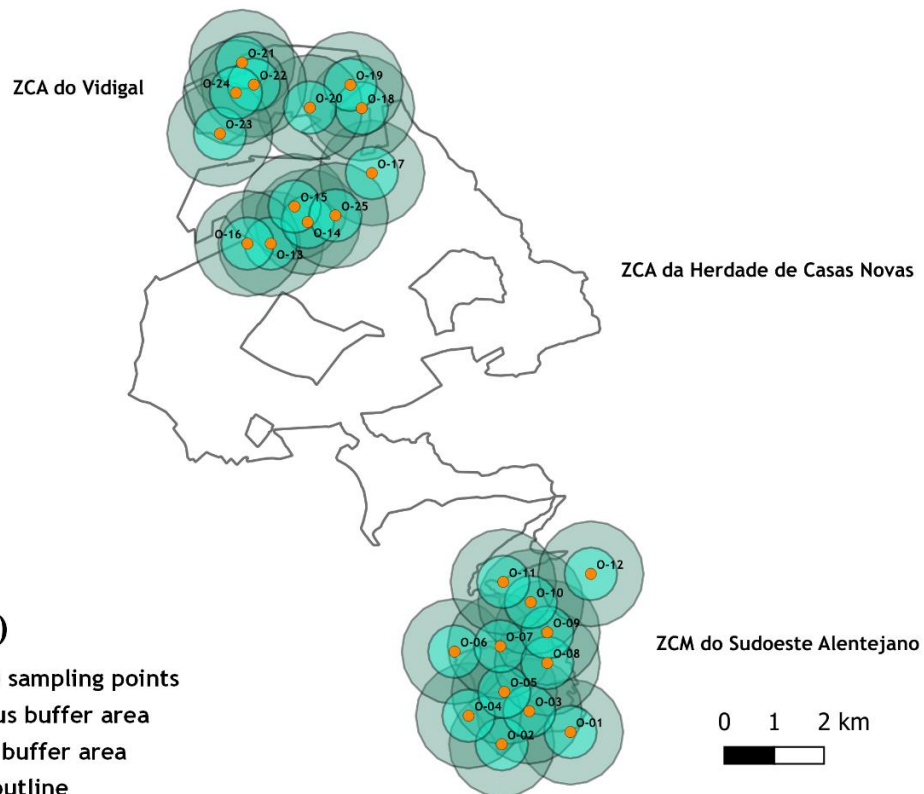 O-21
ZCA do Vidigal
O-24
O-22
O-19
O-20
O-18
O-23
O-17
O-15
O-25
O-16
O-14
O-13
ZCA da Herdade de Casas Novas
O-11
O-12
O-10
O-09
ZCM do Sudoeste Alentejano
O-06
O-07
O-08
)
sampling points
O-05
O-04
O-03
us buffer area
O-01
0 1 2 km
O-02
buffer area
outline